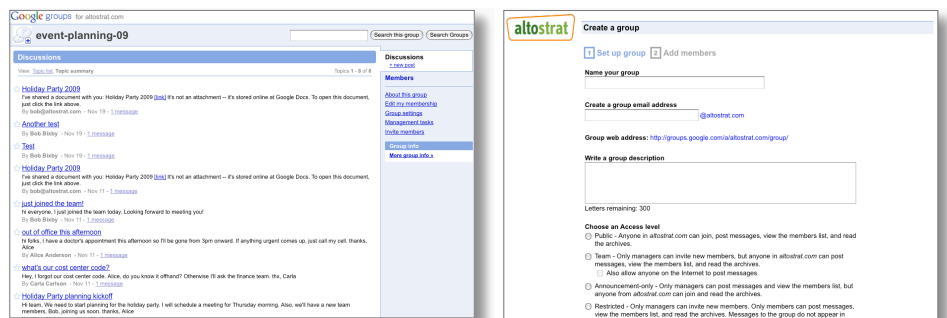 Google groups for altostrat.com
event-planning-09
Search this group
Search Groups
Discussions
View: Topic list, Topic summary
Topics 1 - 8 of 8
Holiday Party 2009
I've shared a document with you: Holiday Party 2009 [link] It's not an attachment -- it's stored online at Google Docs. To open this document,
just click the link above.
By bob@altostrat.com - Nov 19 - 1 message
Another test
By Bob Bixby - Nov 19 - 1 message
Test
By Bob Bixby - Nov 19 - 1 message
Holiday Party 2009
I've shared a document with you: Holiday Party 2009 [link] It's not an attachment -- it's stored online at Google Docs. To open this document,
just click the link above.
By bob@altostrat.com - Nov 11 - 1 message
just joined the team!
hi everyone, I just joined the team today. Looking forward to meeting you!
By Bob Bixby - Nov 11 - 1 message
out of office this afternoon
hi folks, I have a doctor's appointment this afternoon so I'll be gone from 3pm onward. If anything urgent comes up, just call my cell. thanks,
Alice
By Alice Anderson - Nov 11 - 1 message
what's our cost center code?
Hey, I forgot our cost center code. Alice, do you know it offhand? Otherwise I'll ask the finance team. thx, Carla
By Carla Carlson - Nov 11 - 1 message
Holiday Party planning kickoff
Hi team, We need to start planning for the holiday party. I will schedule a meeting for Thursday morning. Also, we'll have a new team
members, Bob, joining us soon. thanks, Alice
Discussions
+ new post
Members
About this group
Edit my membership
Group settings
Management tasks
Invite members
Group info
More group info »
altostrat
Create a group
1 Set up group 2 Add members
Name your group
Create a group email address
@altostrat.com
Group web address: http://groups.google.com/a/altostrat.com/group/
Write a group description
Letters remaining: 300
Choose an Access level
Public - Anyone in altostrat.com can join, post messages, view the members list, and read
the archives.
Team - Only managers can invite new members, but anyone in altostrat.com can post
messages, view the members list, and read the archives.
Also allow anyone on the Internet to post messages.
Announcement-only - Only managers can post messages and view the members list, but
anyone from altostrat.com can join and read the archives.
Restricted - Only managers can invite new members. Only members can post messages,
view the members list, and read the archives. Messages to the group do not appear in